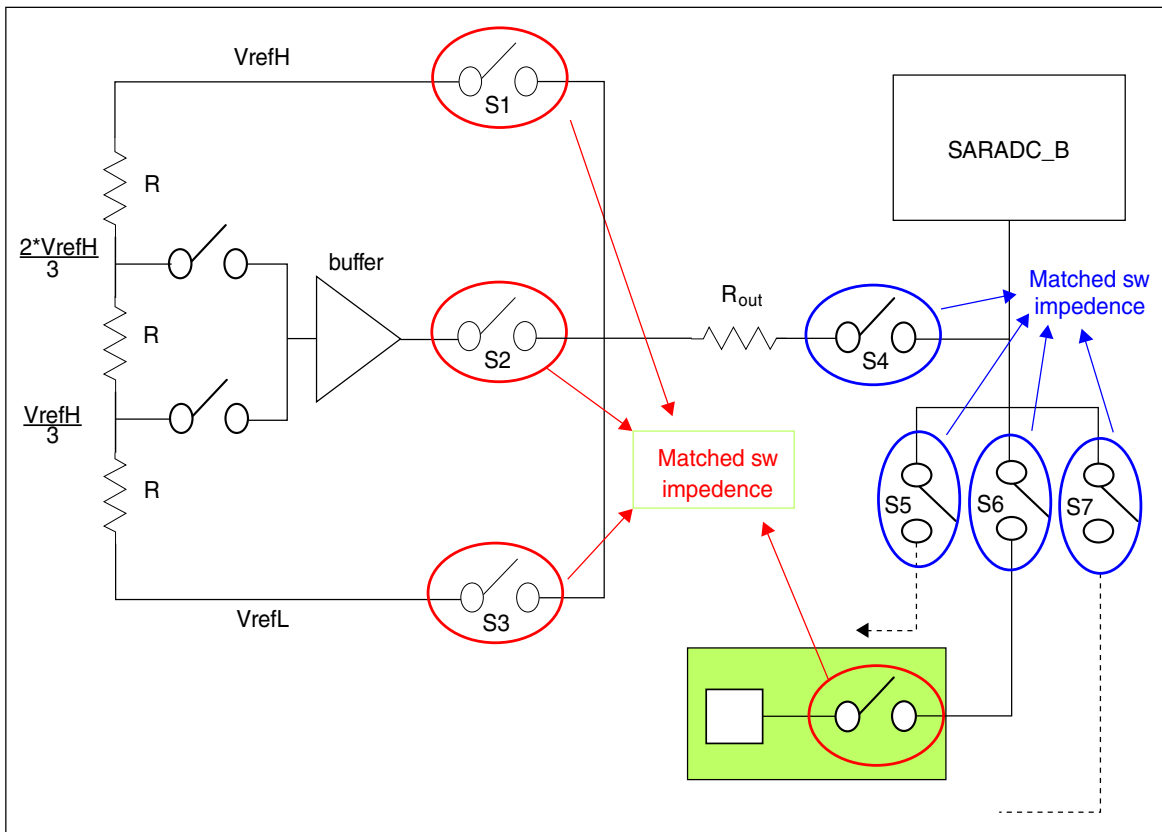 VrefH
S1
SARADC_B
R
2*VrefH
3
buffer
Matched sw
impedence
Rout
S2
S4
R
VrefH
3
Matched sw
impedence
R
S5
S6
S7
VrefL
S3